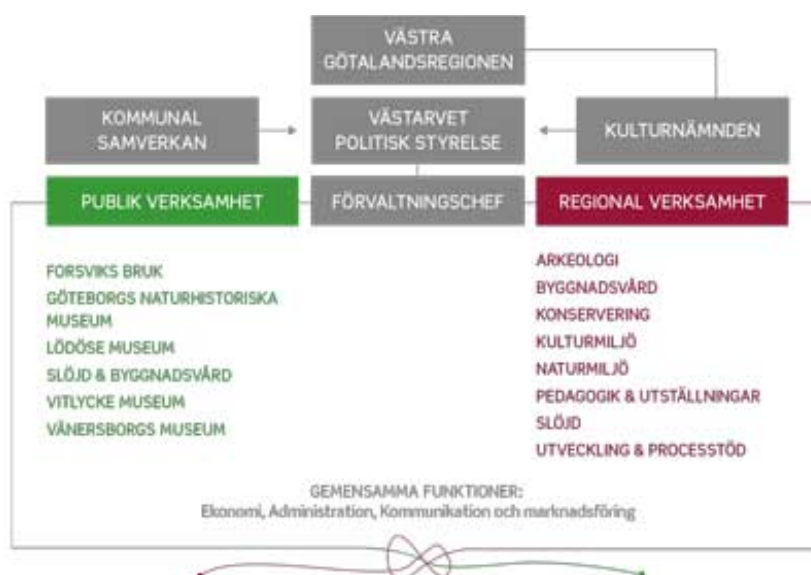 VÄSTRA
GÖTALANDSREGIONEN
KOMMUNAL
SAMVERKAN
VÄSTARVET
POLITISK STYRELSE
KULTURNÄMNDEN
PUBLIK VERKSAMHET
FÖRVALTNINGSCHEF
REGIONAL VERKSAMHET
FORSVIKS BRUK
GÖTEBORGS NATURHISTORISKA
MUSEUM
LÖDÖSE MUSEUM
SLÖJD & BYGGNADSVÅRD
VITLYCKE MUSEUM
VÄNERSBORGS MUSEUM
ARKEOLOGI
BYGGNADSVÅRD
KONSERVERING
KULTURMILJÖ
NATURMILJÖ
PEDAGOGIK & UTSTÄLLNINGAR
SLÖJD
UTVECKLING & PROCESSTÖD
GEMENSAMMA FUNKTIONER:
Ekonomi, Administration, Kommunikation och marknadsföring